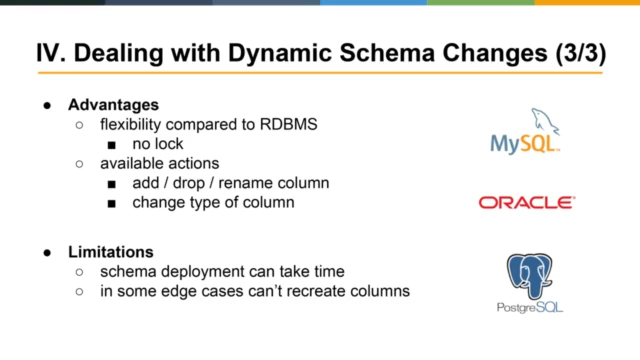 IV. Dealing with Dynamic Schema Changes (3/3)
● Advantages
○ flexibility compared to RDBMS
■ no lock
○ available actions
■ add / drop / rename column
■ change type of column
● Limitations
○ schema deployment can take time
○ in some edge cases can't recreate columns
MySQL
ORACLE
PostgreSQL